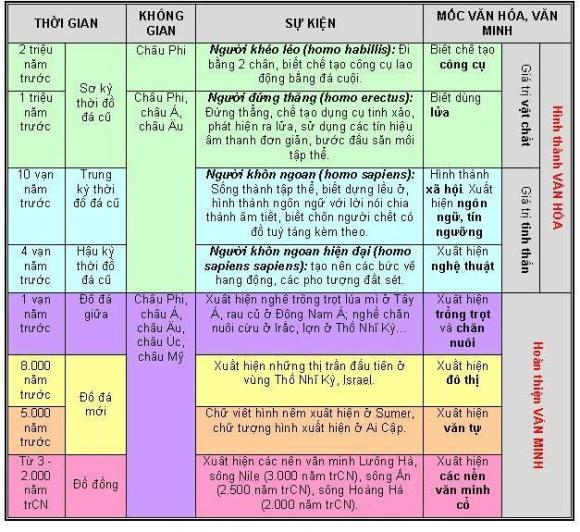 THỜI GIAN
KHÔNG
GIAN
SỰ KIỆN
MỐC VĂN HÓA, VĂN
MINH
2 triệu
năm
trước
Sơ kỳ
thời đồ
đá cũ
Châu Phi
Người khéo léo (homo habillis): Đi
bằng 2 chân, biết chế tạo công cụ lao
động bằng đá cuội.
Biết chế tạo
công cụ
Giá trị vật chất
Hình thành VĂN HÓA
1 triệu
năm
trước
Châu Phi,
châu Á,
châu Âu
Người đứng thẳng (homo erectus):
Đứng thẳng, chế tạo dụng cụ tinh xảo,
phát hiện ra lửa, sử dụng các tín hiệu
âm thanh đơn giản, bước đầu săn mồi
tập thể.
Biết dùng
lửa
10 vạn
năm
trước
Trung
kỳ thời
đồ đá
cũ
Người khôn ngoan (homo sapiens):
Sống thành tập thể, biết dựng lều ở,
hình thành ngôn ngữ với lời nói chia
thành âm tiết, biết chôn người chết có
đồ tuỳ táng kèm theo.
Hình thành
xã hội. Xuất
hiện ngôn
ngữ, tín
ngưỡng
Giá trị tinh thần
4 vạn
năm
trước
Hậu kỳ
thời đồ
đá cũ
Người khôn ngoan hiện đại (homo
sapiens sapiens): tạo nên các bức vẽ
hang động, các pho tượng đất sét.
Xuất hiện
nghệ thuật
1 vạn
năm
trước
Đồ đá
giữa
Châu Phi,
châu Á,
châu Âu,
châu Úc,
châu Mỹ
Xuất hiện nghề trồng trọt lúa mì ở Tây
Á, rau củ ở Đông Nam Á; nghề chăn
nuôi cừu ở Irắc, lợn ở Thổ Nhĩ Kỳ...
Xuất hiện
trồng trọt
và chăn
nuôi
Hoàn thiện VĂN MINH
8.000
năm
trước
Đồ đá
mới
Xuất hiện những thị trấn đầu tiên ở
vùng Thổ Nhĩ Kỳ, Israel.
Xuất hiện
đô thị
5.000
năm
trước
Chữ viết hình nêm xuất hiện ở Sumer,
chữ tượng hình xuất hiện ở Ai Cập.
Xuất hiện
văn tự
Từ 3 -
2.000
năm
trCN
Đồ đồng
Xuất hiện các nền văn minh Lưỡng Hà,
sông Nile (3.000 năm trCN), sông Ấn
(2.500 năm trCN), sông Hoàng Hà
(2.000 năm trCN).
Xuất hiện
các nền
văn minh
cổ